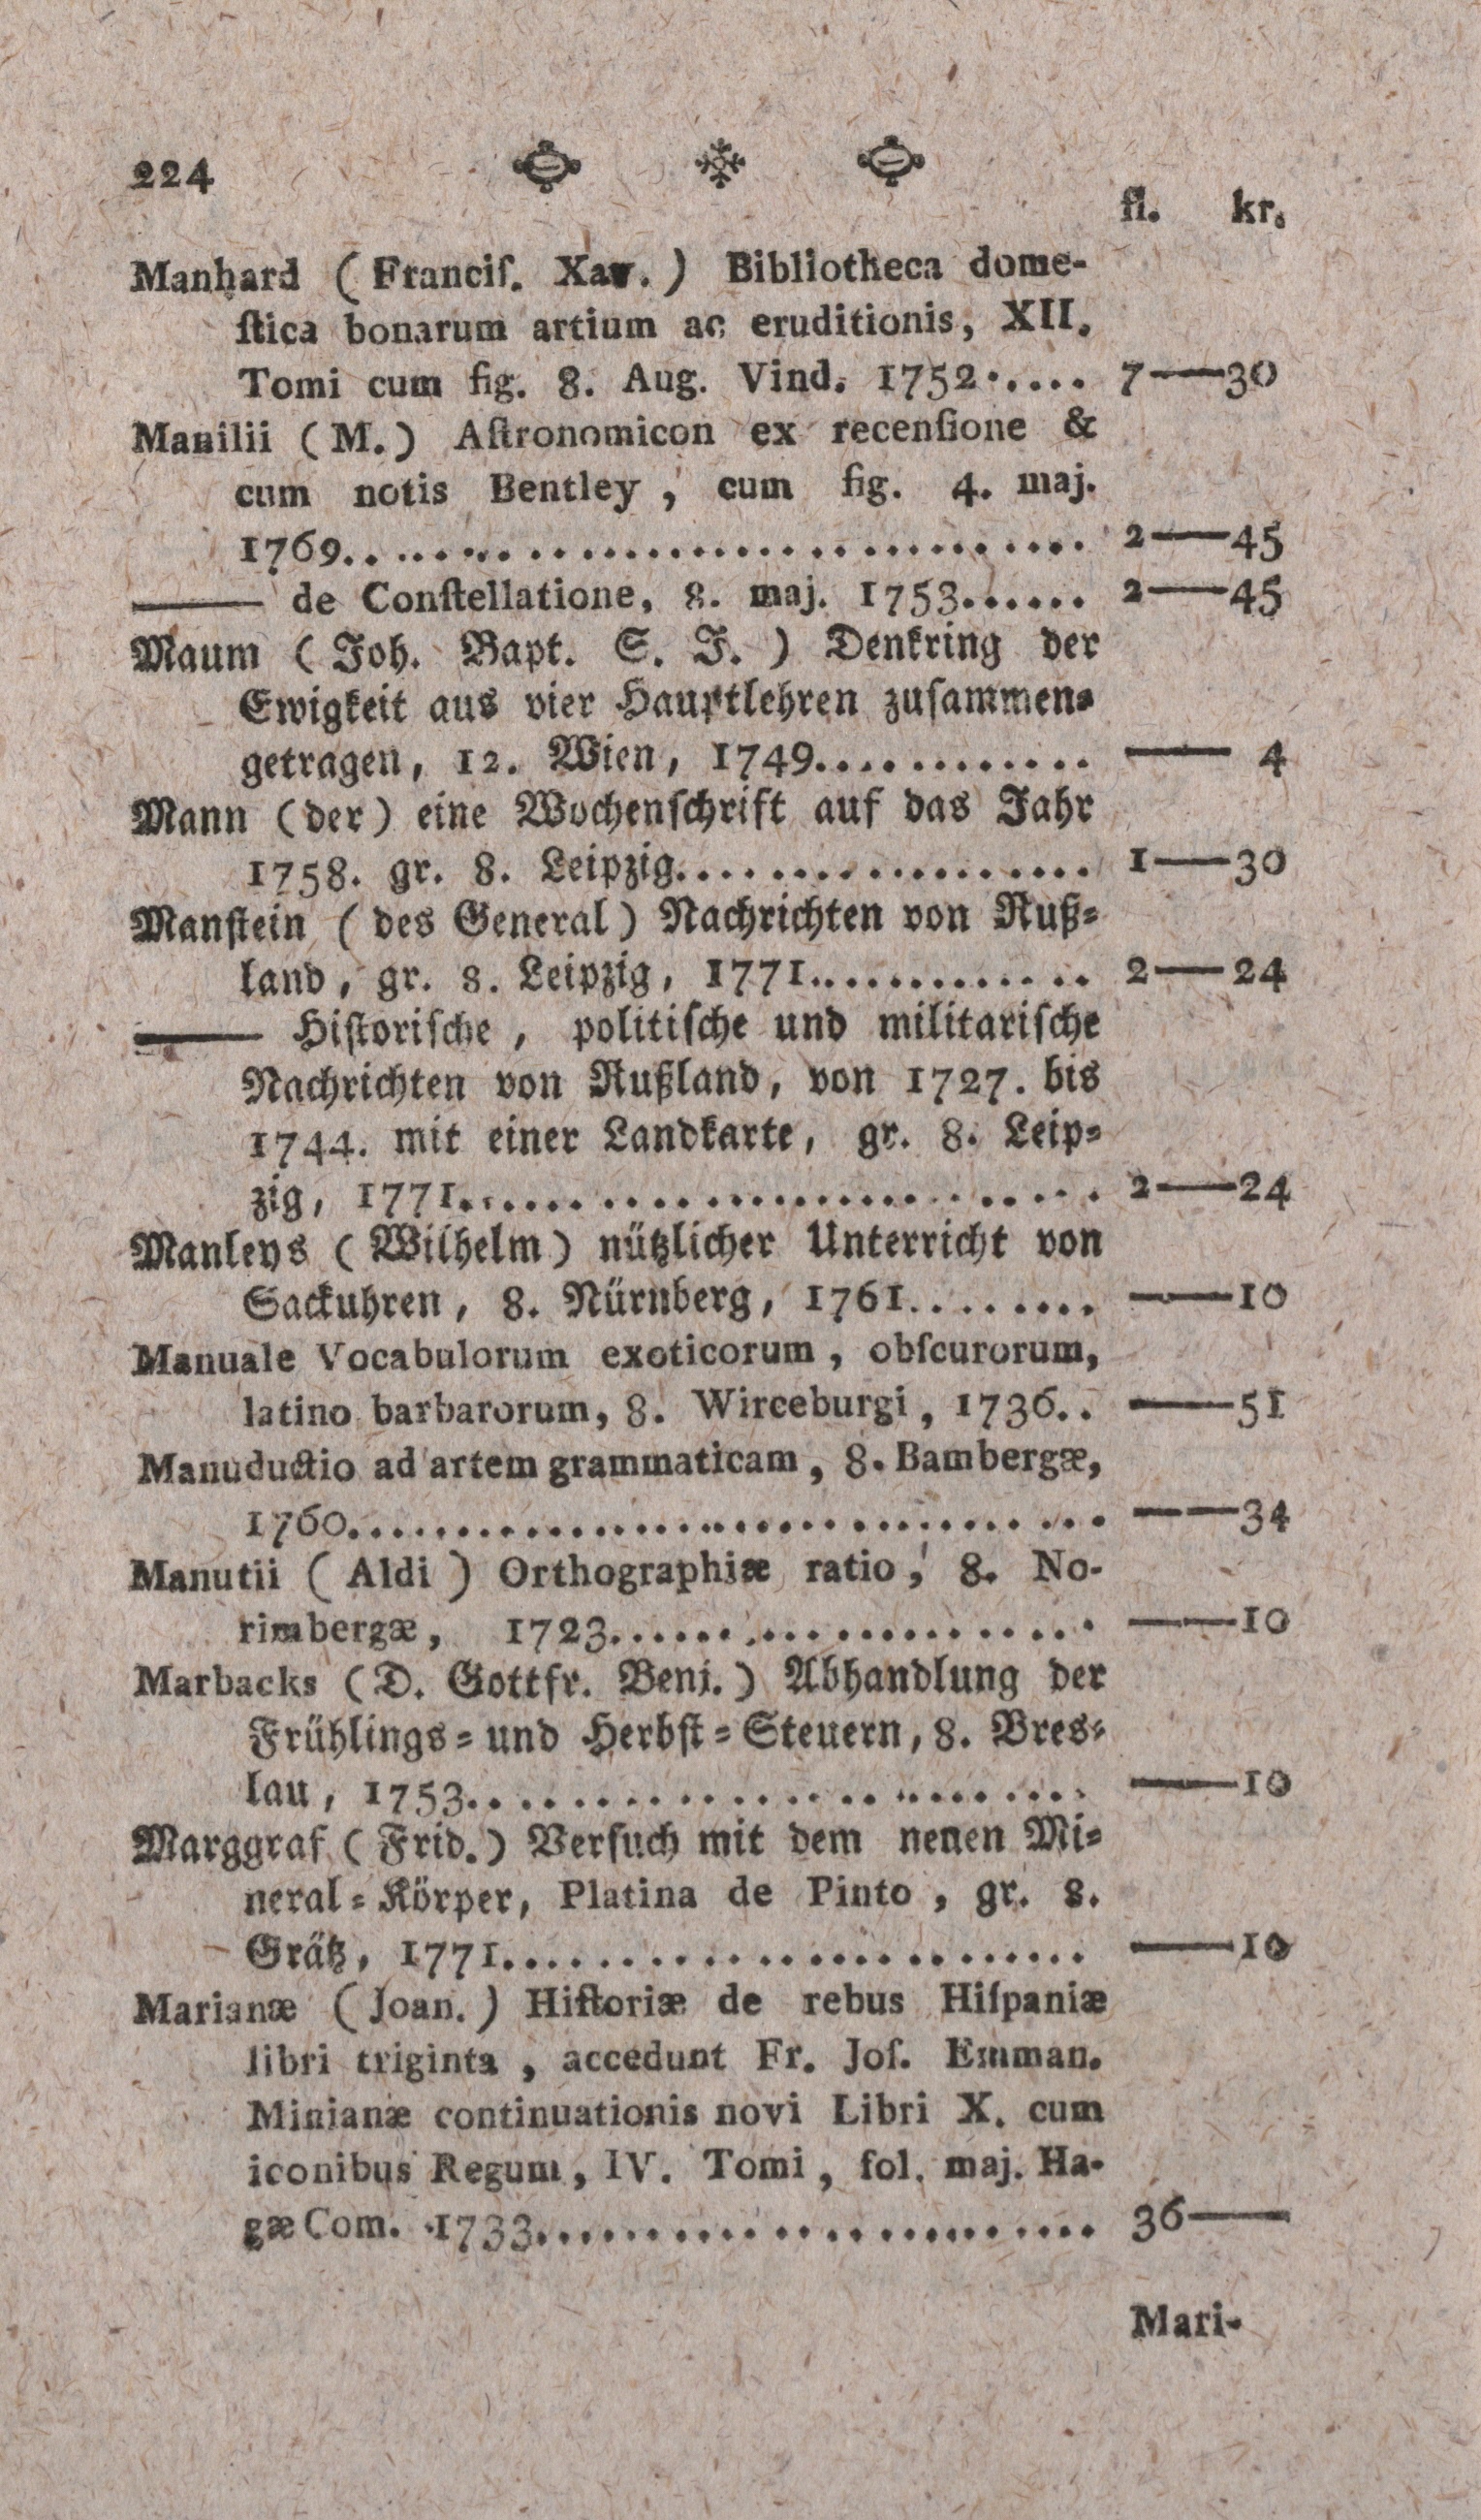 224
fl. kr.
Manhard (Franciſ. Xav.) Bibliotheca dome-
ſtica bonarum artium ac eruditionis, XII.
Tomi cum fig. 8. Aug. Vind. 1752..... 7—30
Manilii (M.) Aſtronomicon ex recenſione &
cum notis Bentley, cum fig. 4. maj.
1769.............................. 2—45
—— de Conſtellatione, 8. maj. 1753...... 2—45
Maum (Joh. Bapt. S. J.) Denkring der
Ewigkeit aus vier Hauptlehren zuſammen=
getragen, 12. Wien, 1749............ — 4
Mann (der) eine Wochenſchrift auf das Jahr
1758. gr. 8. Leipzig................. 1—30
Manſtein (des General) Nachrichten von Ruß=
land, gr. 8. Leipzig, 1771............. 2—24
—— Hiſtoriſche, politiſche und militariſche
Nachrichten von Rußland, von 1727. bis
1744. mit einer Landkarte, gr. 8. Leip=
zig, 1771........................... 2—24
Manleys (Wilhelm) nützlicher Unterricht von
Sackuhren, 8. Nürnberg, 1761......... —10
Manuale Vocabulorum exoticorum, obſcurorum,
latino barbarorum, 8. Wirceburgi, 1736.. —51
Manuductio ad artem grammaticam, 8. Bambergæ,
1760................................ —34
Manutii (Aldi) Orthographiæ ratio, 8. No-
rimbergæ, 1723...................... —10
Marbacks (D. Gottfr. Benj.) Abhandlung der
Frühlings= und Herbſt=Steuern, 8. Bres=
lau, 1753........................... —10
Marggraf (Frid.) Verſuch mit dem neuen Mi=
neral=Körper, Platina de Pinto, gr. 8.
Grätz, 1771......................... —10
Marianæ (Joan.) Hiſtoriæ de rebus Hiſpaniæ
libri triginta, accedunt Fr. Joſ. Emman.
Minianæ continuationis novi Libri X. cum
iconibus Regum, IV. Tomi, fol. maj. Ha-
gæ Com. 1733........................ 36—
Mari-